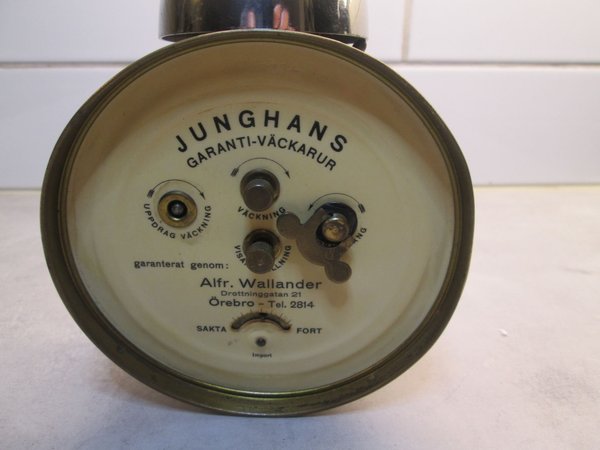 JUNGHANS
GARANTI-VÄCKARUR
VÄCKNING
UPPDRAG VÄCKNING
garanterat genom:
Alfr. Wallander
Drottninggatan 21
Örebro - Tel. 2814
SAKTA FORT
Import